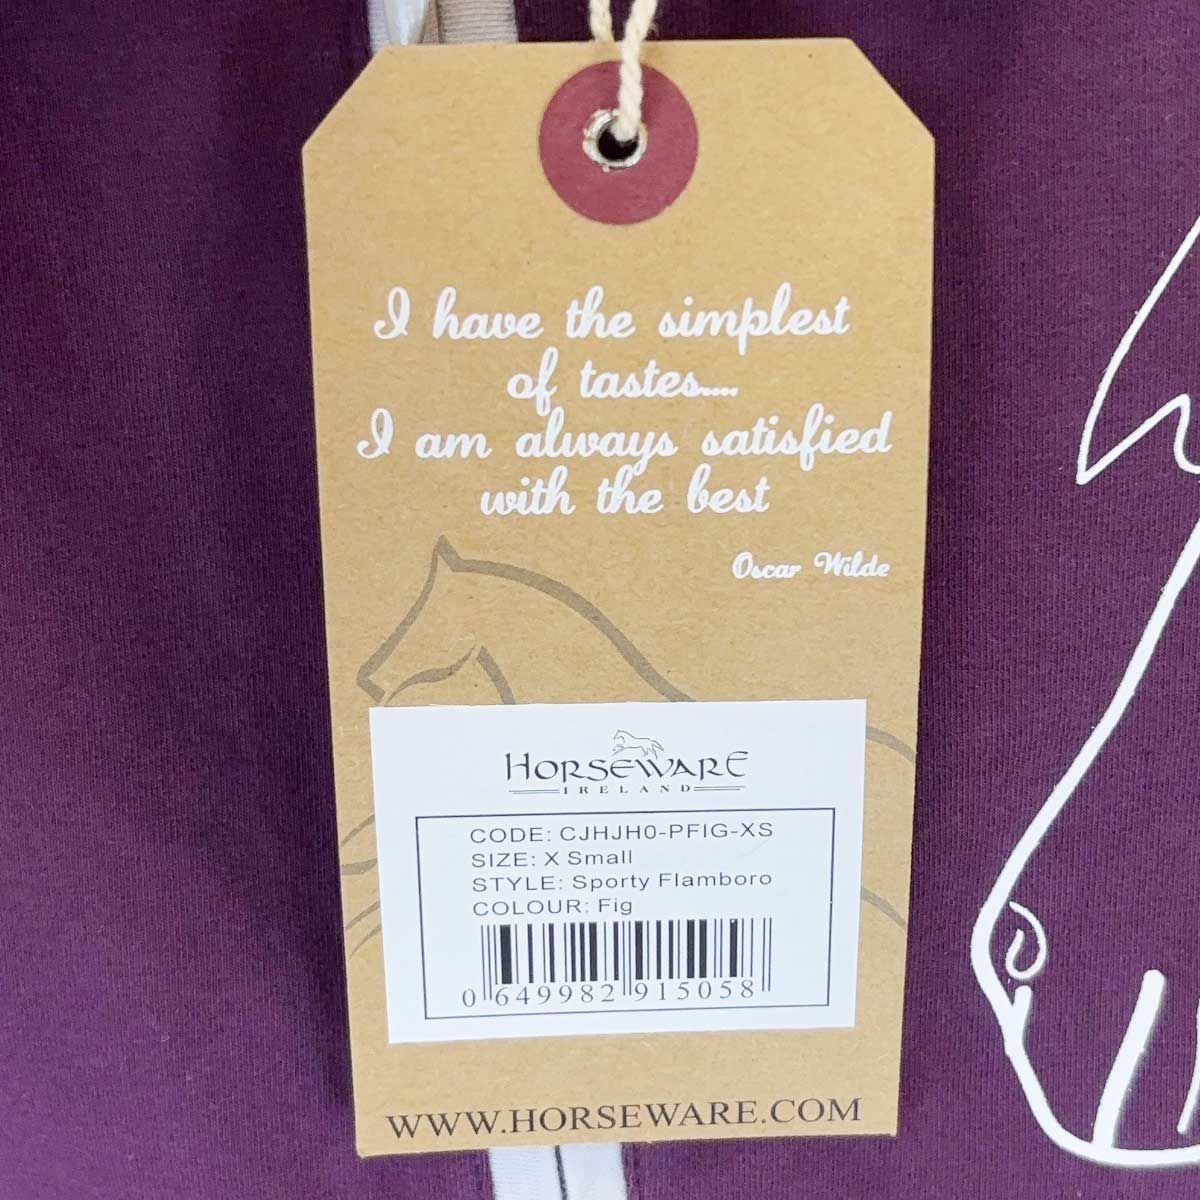 I have the simplest
of tastes....
I am always satisfied
with the best
Oscar Wilde
HORSEWARE
IRELAND
CODE: CJHJH0-PFIG-XS
SIZE: X Small
STYLE: Sporty Flamboro
COLOUR: Fig
0 649982 915058
WWW.HORSEWARE.COM